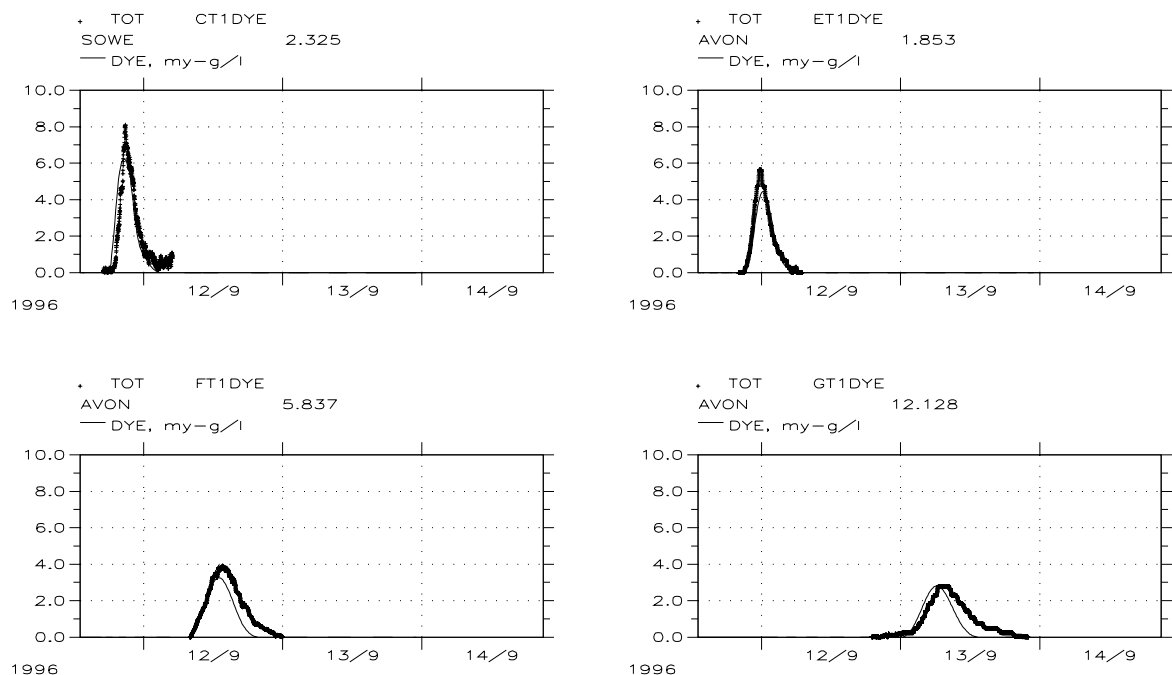 + TOT CT1DYE
SOWE 2.325
— DYE, my-g/l
10.0
8.0
6.0
4.0
2.0
0.0
12/9 13/9 14/9
1996
+ TOT ET1DYE
AVON 1.853
— DYE, my-g/l
10.0
8.0
6.0
4.0
2.0
0.0
12/9 13/9 14/9
1996
+ TOT FT1DYE
AVON 5.837
— DYE, my-g/l
10.0
8.0
6.0
4.0
2.0
0.0
12/9 13/9 14/9
1996
+ TOT GT1DYE
AVON 12.128
— DYE, my-g/l
10.0
8.0
6.0
4.0
2.0
0.0
12/9 13/9 14/9
1996